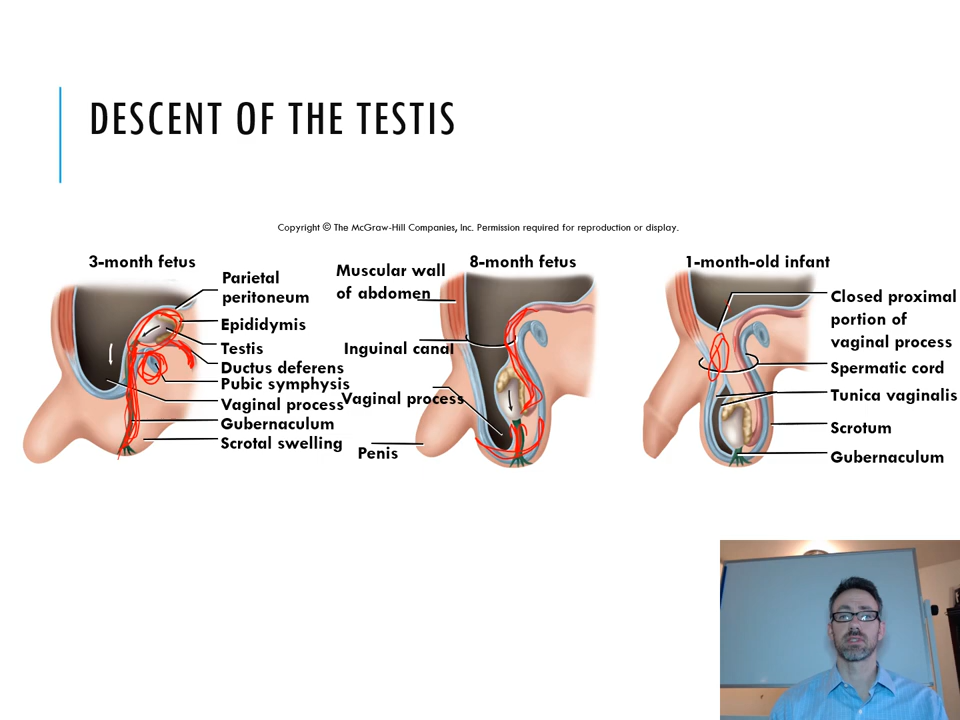 DESCENT OF THE TESTIS
Copyright © The McGraw-Hill Companies, Inc. Permission required for reproduction or display.
3-month fetus
Parietal
peritoneum
Epididymis
Testis
Ductus deferens
Pubic symphysis
Vaginal process
Gubernaculum
Scrotal swelling
8-month fetus
Muscular wall
of abdomen
Inguinal canal
Vaginal process
Penis
1-month-old infant
Closed proximal
portion of
vaginal process
Spermatic cord
Tunica vaginalis
Scrotum
Gubernaculum